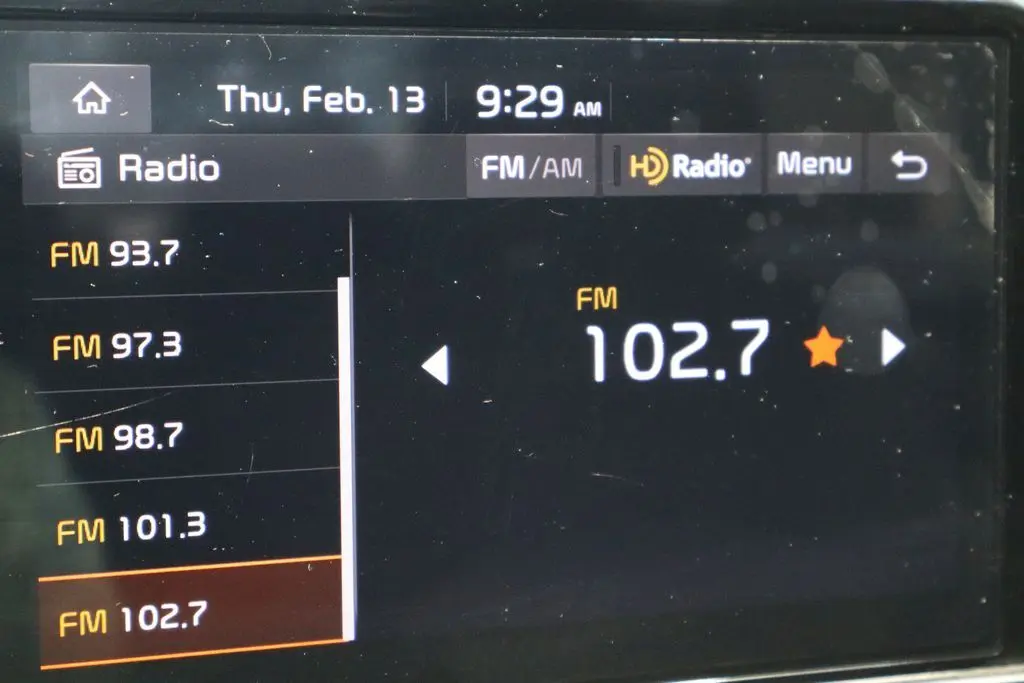 Thu, Feb. 13 9:29 AM
Radio FM/AM HD Radio® Menu
FM 93.7
FM 97.3
FM 98.7
FM 101.3
FM 102.7
FM
102.7